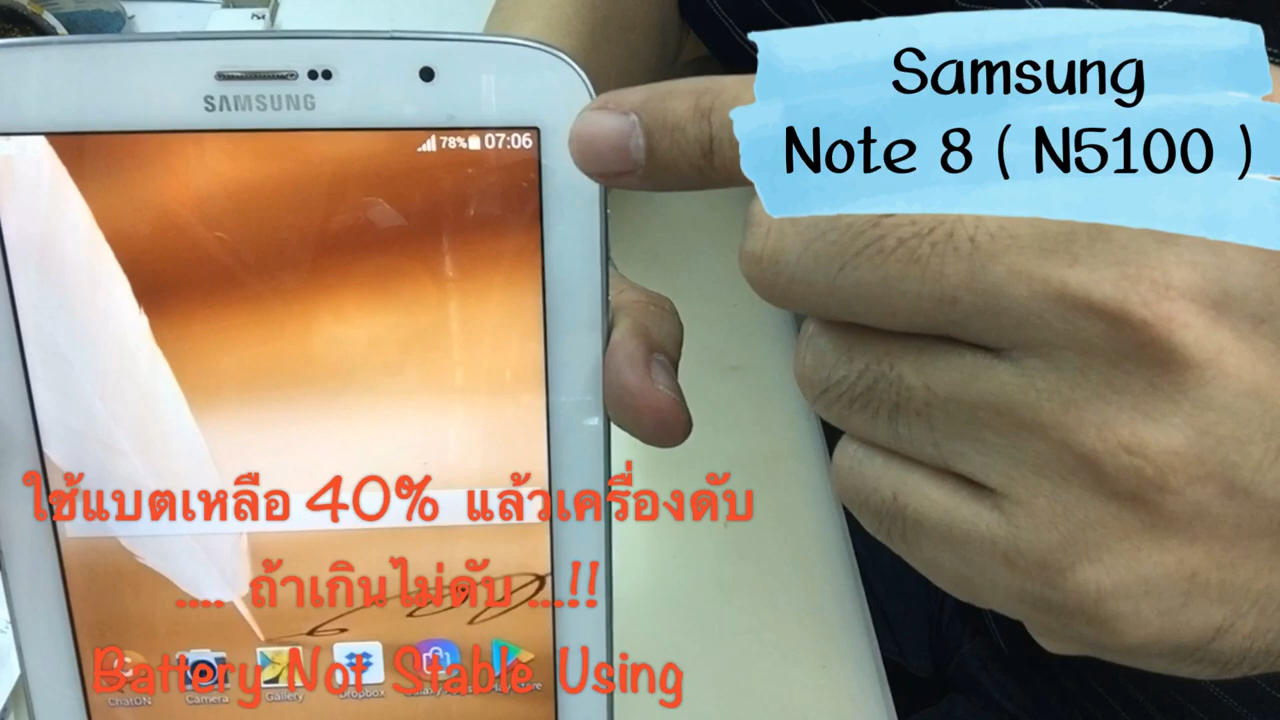 Samsung
Note 8 ( N5100 )
SAMSUNG
78% 07:06
ใช้แบตเหลือ 40% แล้วเครื่องดับ
.... ถ้าเกินไม่ดับ ...!!
Battery Not Stable Using
ChatON Camera Gallery Dropbox